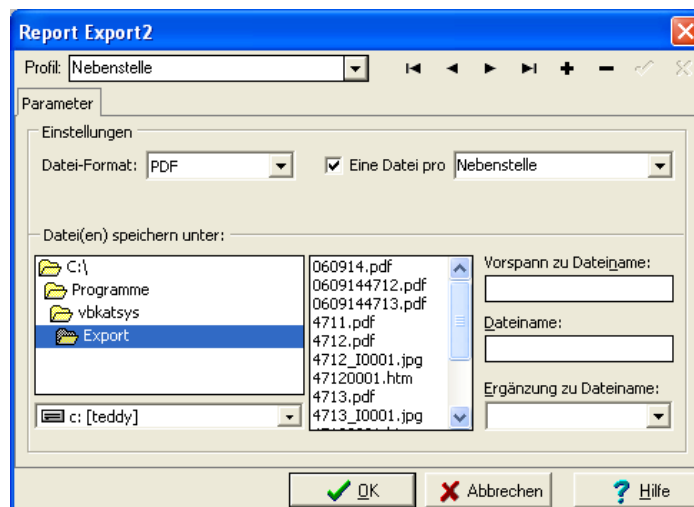 Report Export2
Profil: Nebenstelle
Parameter
Einstellungen
Datei-Format: PDF
Eine Datei pro Nebenstelle
Datei(en) speichern unter:
C:\
Programme
vbkatsys
Export
c: [teddy]
060914.pdf
0609144712.pdf
0609144713.pdf
4711.pdf
4712.pdf
4712_I0001.jpg
47120001.htm
4713.pdf
4713_I0001.jpg
Vorspann zu Dateiname:
Dateiname:
Ergänzung zu Dateiname:
OK
Abbrechen
Hilfe